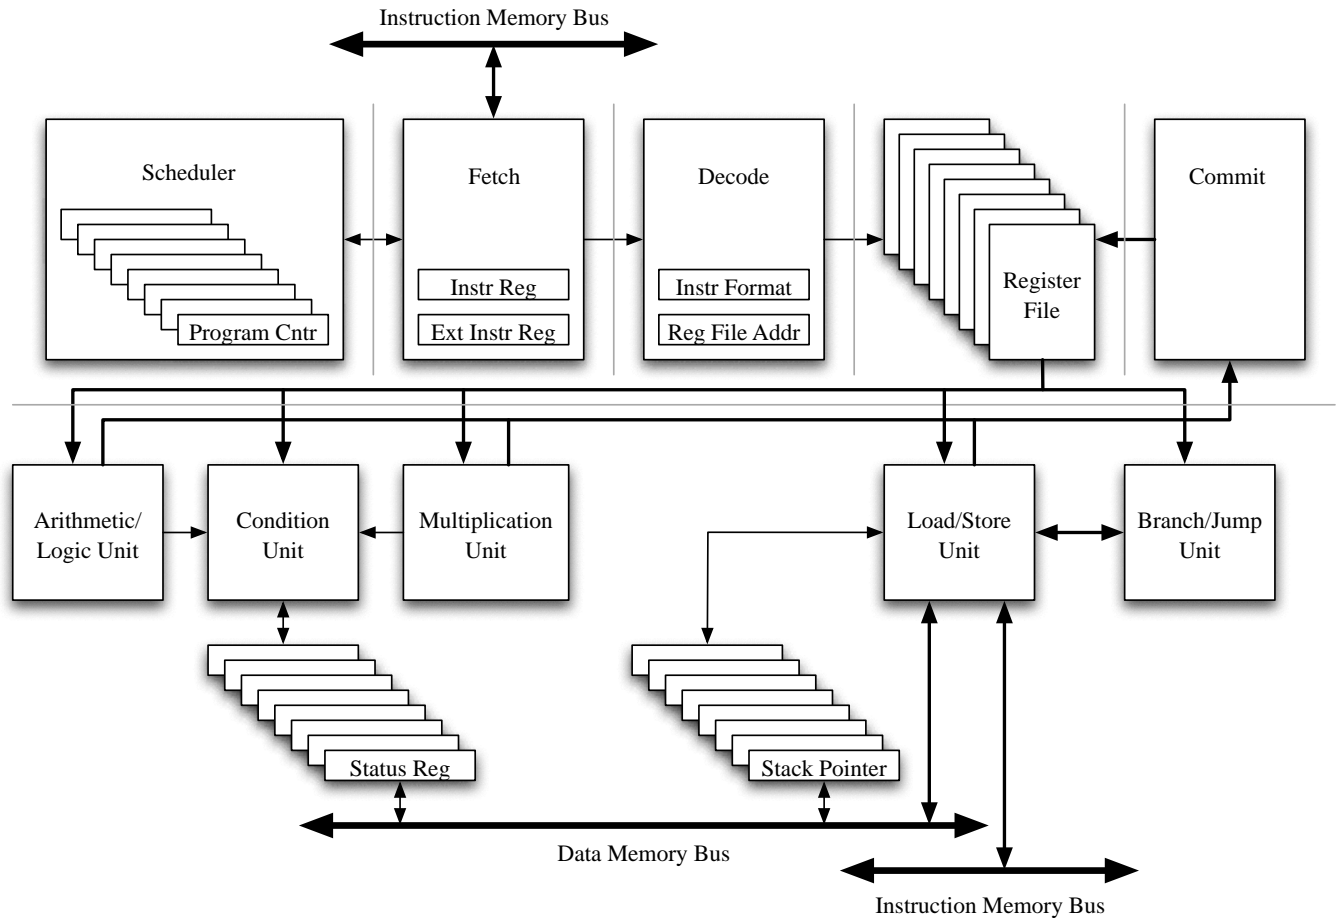 Instruction Memory Bus
Scheduler
Fetch
Decode
Commit
Instr Reg
Instr Format
Register
File
Program Cntr
Ext Instr Reg
Reg File Addr
Arithmetic/
Logic Unit
Condition
Unit
Multiplication
Unit
Load/Store
Unit
Branch/Jump
Unit
Status Reg
Stack Pointer
Data Memory Bus
Instruction Memory Bus